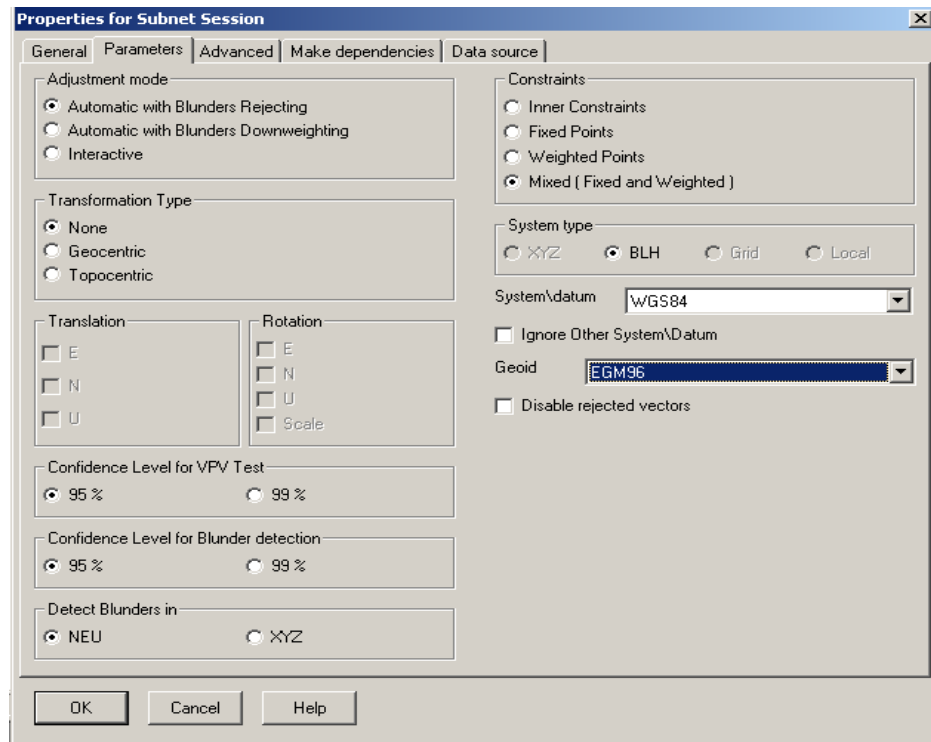 Properties for Subnet Session
General Parameters Advanced Make dependencies Data source
Adjustment mode
Automatic with Blunders Rejecting
Automatic with Blunders Downweighting
Interactive
Transformation Type
None
Geocentric
Topocentric
Translation
E
N
U
Rotation
E
N
U
Scale
Confidence Level for VPV Test
95 % 99 %
Confidence Level for Blunder detection
95 % 99 %
Detect Blunders in
NEU XYZ
Constraints
Inner Constraints
Fixed Points
Weighted Points
Mixed ( Fixed and Weighted )
System type
XYZ BLH Grid Local
System\datum WGS84
Ignore Other System\Datum
Geoid EGM96
Disable rejected vectors
OK Cancel Help